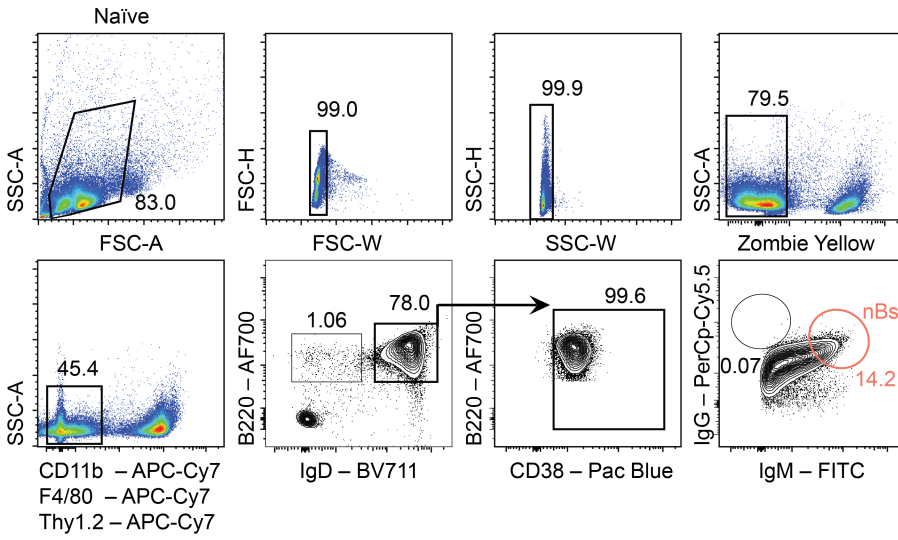 Naïve
SSC-A
83.0
FSC-A
FSC-H
99.0
FSC-W
SSC-H
99.9
SSC-W
SSC-A
79.5
Zombie Yellow
SSC-A
45.4
CD11b – APC-Cy7
F4/80 – APC-Cy7
Thy1.2 – APC-Cy7
B220 – AF700
1.06
78.0
IgD – BV711
B220 – AF700
99.6
CD38 – Pac Blue
IgG – PerCp-Cy5.5
nBs
0.07
14.2
IgM – FITC